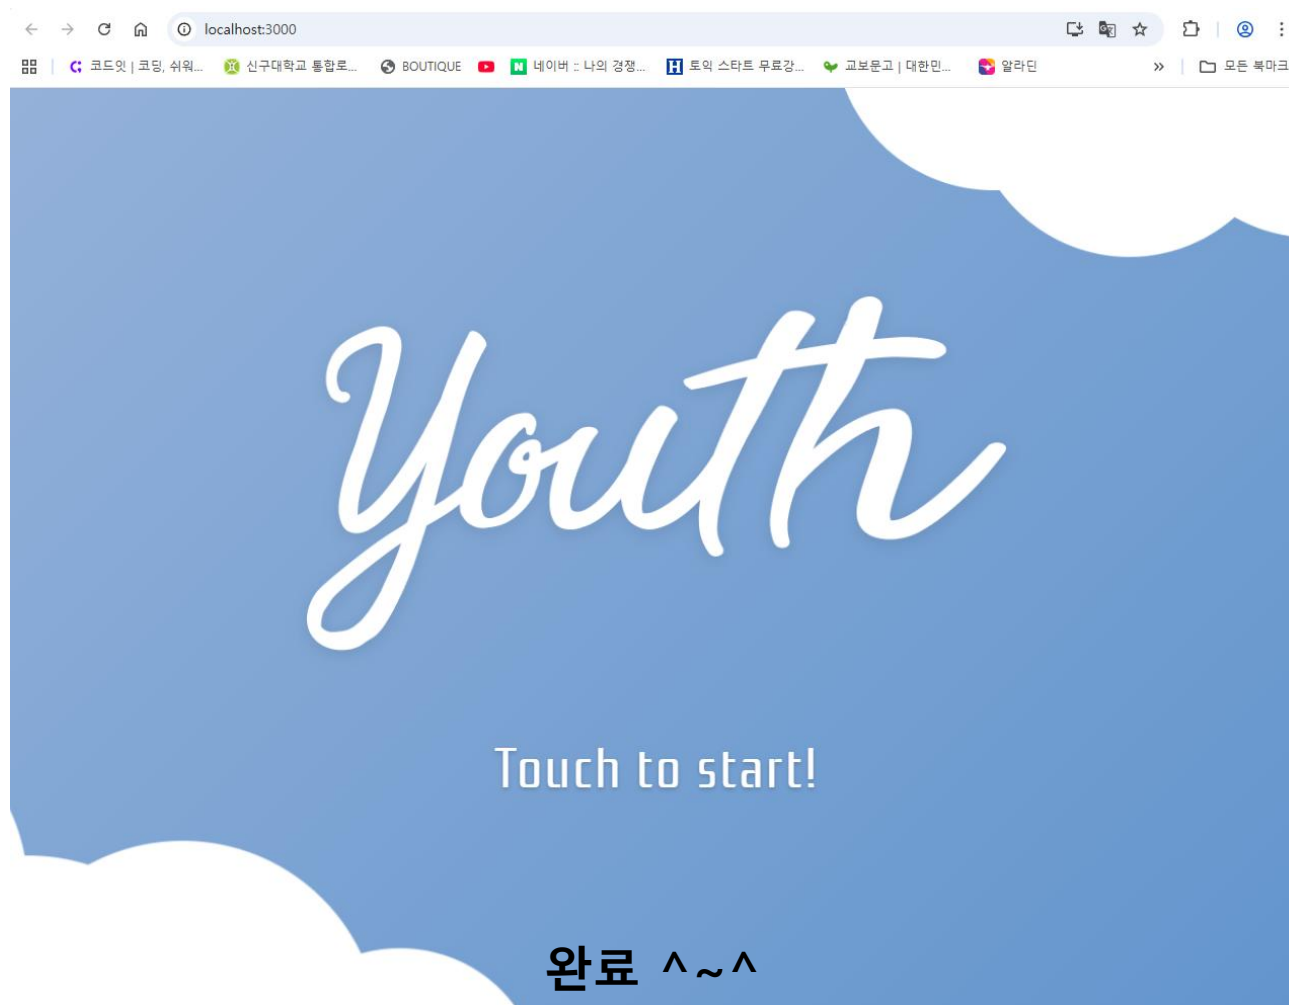 localhost:3000
코드잇 | 코딩, 쉬워... 신구대학교 통합로... BOUTIQUE 네이버 :: 나의 경쟁... 토익 스타트 무료강... 교보문고 | 대한민... 알라딘 » 모든 북마크
Youth
Touch to start!
완료 ^~^